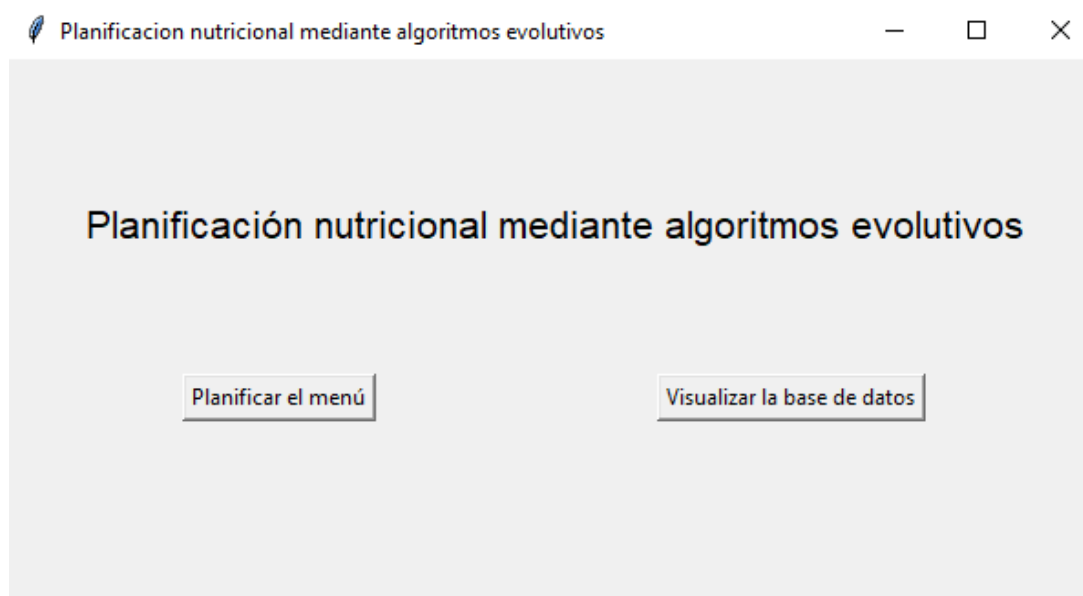 Planificacion nutricional mediante algoritmos evolutivos
Planificación nutricional mediante algoritmos evolutivos
Planificar el menú
Visualizar la base de datos